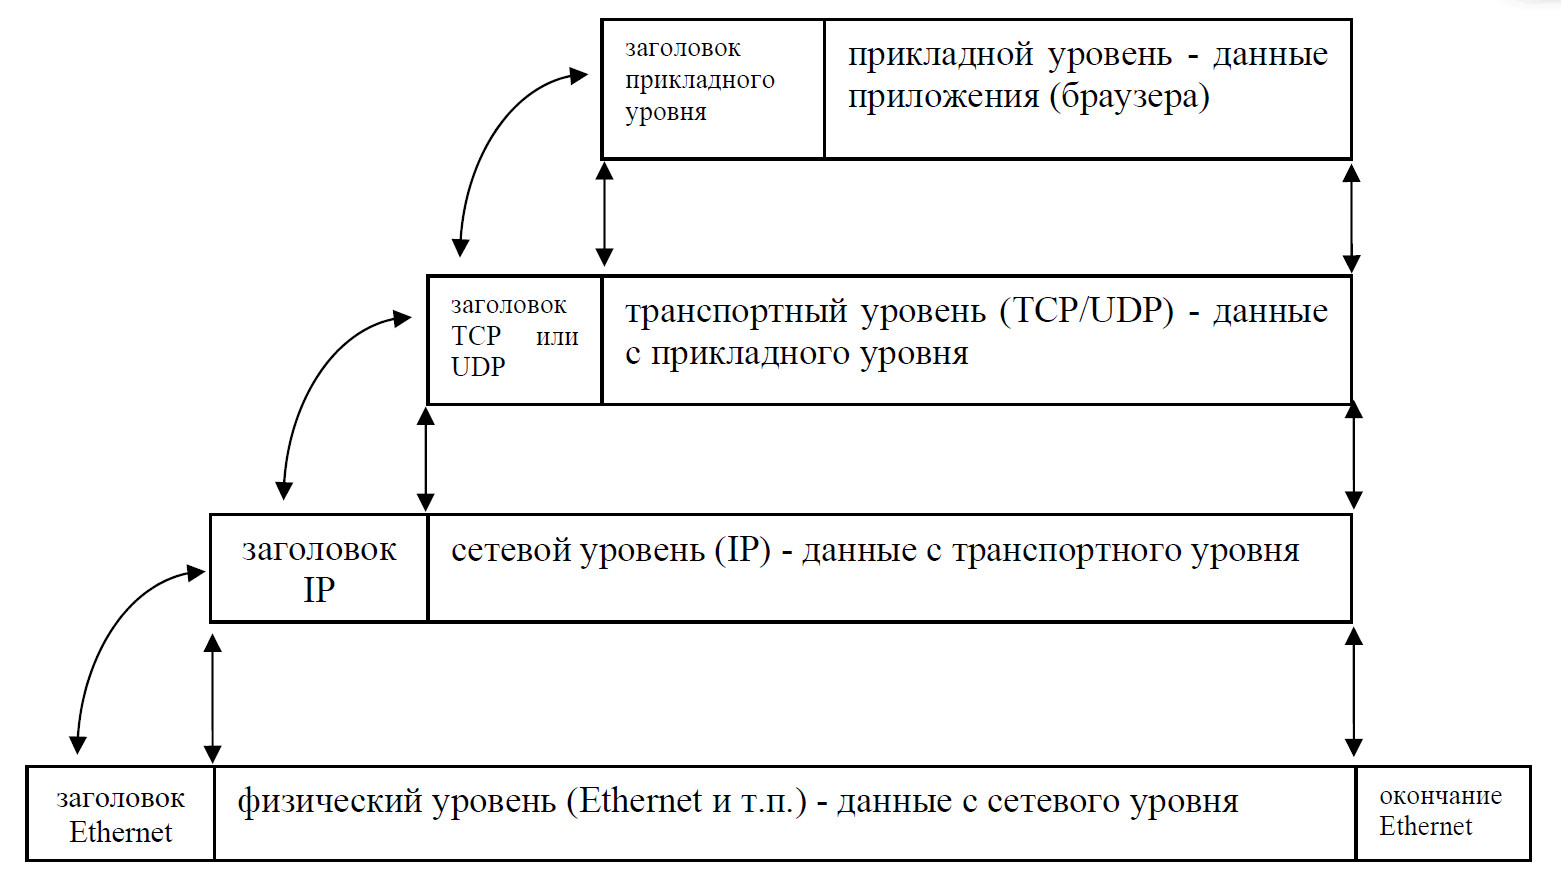 заголовок
прикладного
уровня
прикладной уровень - данные
приложения (браузера)
заголовок
TCP или
UDP
транспортный уровень (TCP/UDP) - данные
с прикладного уровня
заголовок
IP
сетевой уровень (IP) - данные с транспортного уровня
заголовок
Ethernet
физический уровень (Ethernet и т.п.) - данные с сетевого уровня
окончание
Ethernet